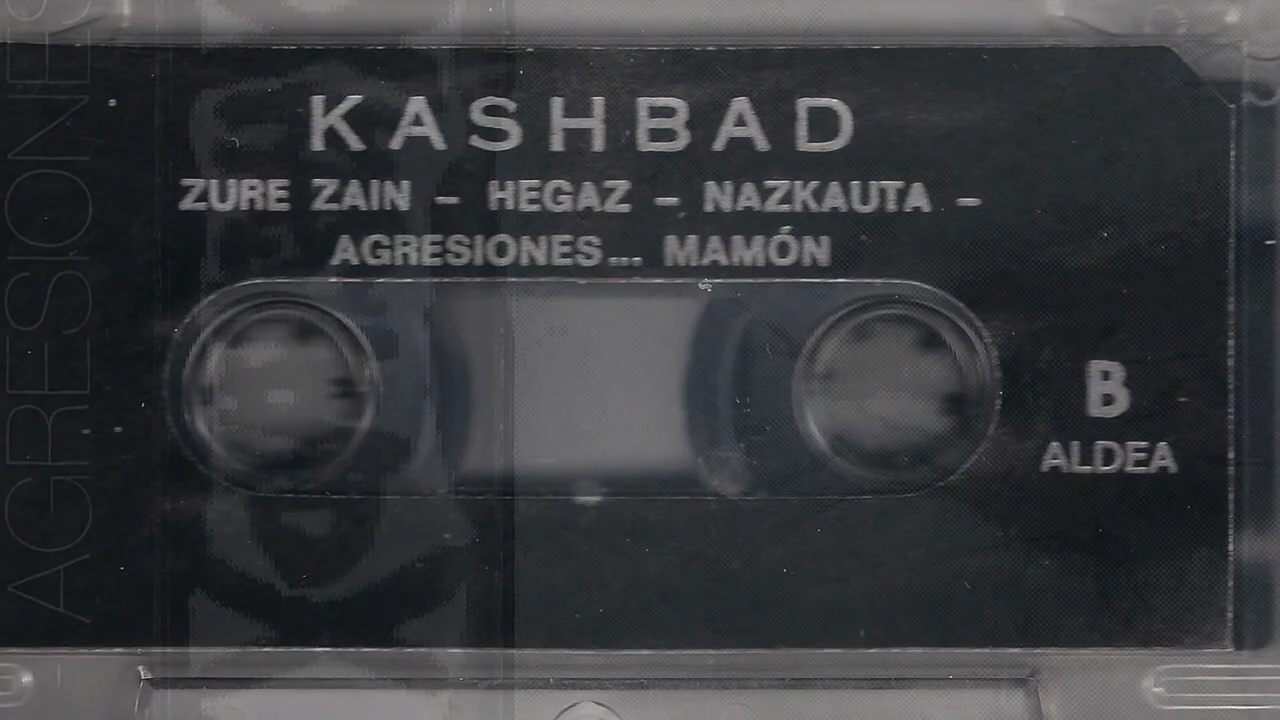 KASHBAD
ZURE ZAIN - HEGAZ - NAZKAUTA -
AGRESIONES... MAMÓN
B
ALDEA
AGRESIONES